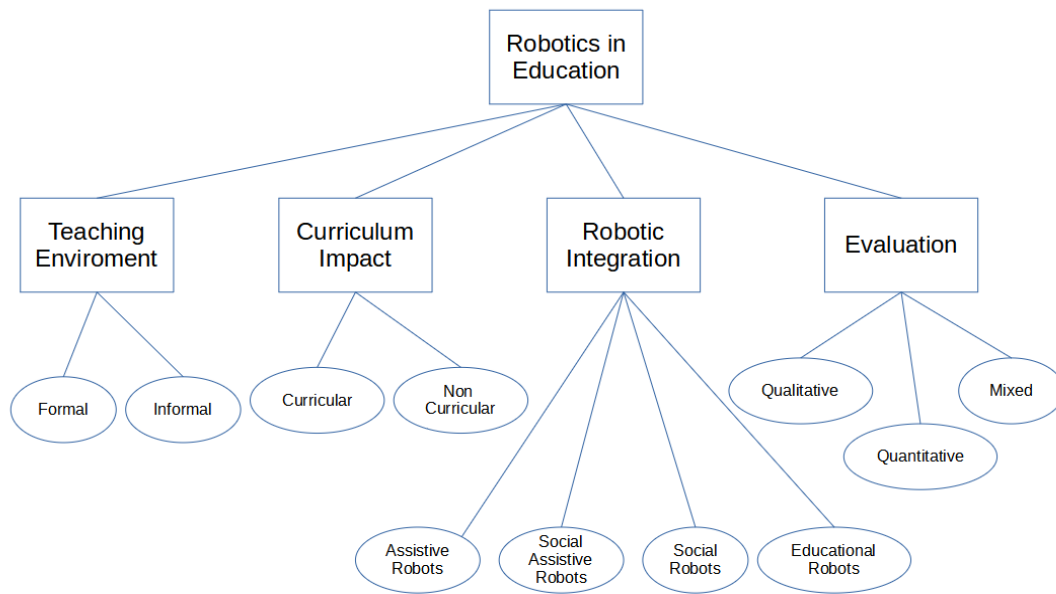 Robotics in
Education
Teaching
Enviroment
Curriculum
Impact
Robotic
Integration
Evaluation
Formal
Informal
Curricular
Non
Curricular
Qualitative
Mixed
Quantitative
Assistive
Robots
Social
Assistive
Robots
Social
Robots
Educational
Robots